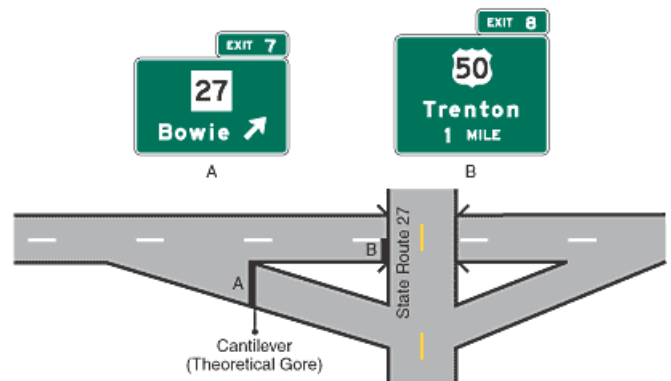 EXIT 7
27
Bowie
A
EXIT 8
50
Trenton
1 MILE
B
State Route 27
B
A
Cantilever
(Theoretical Gore)